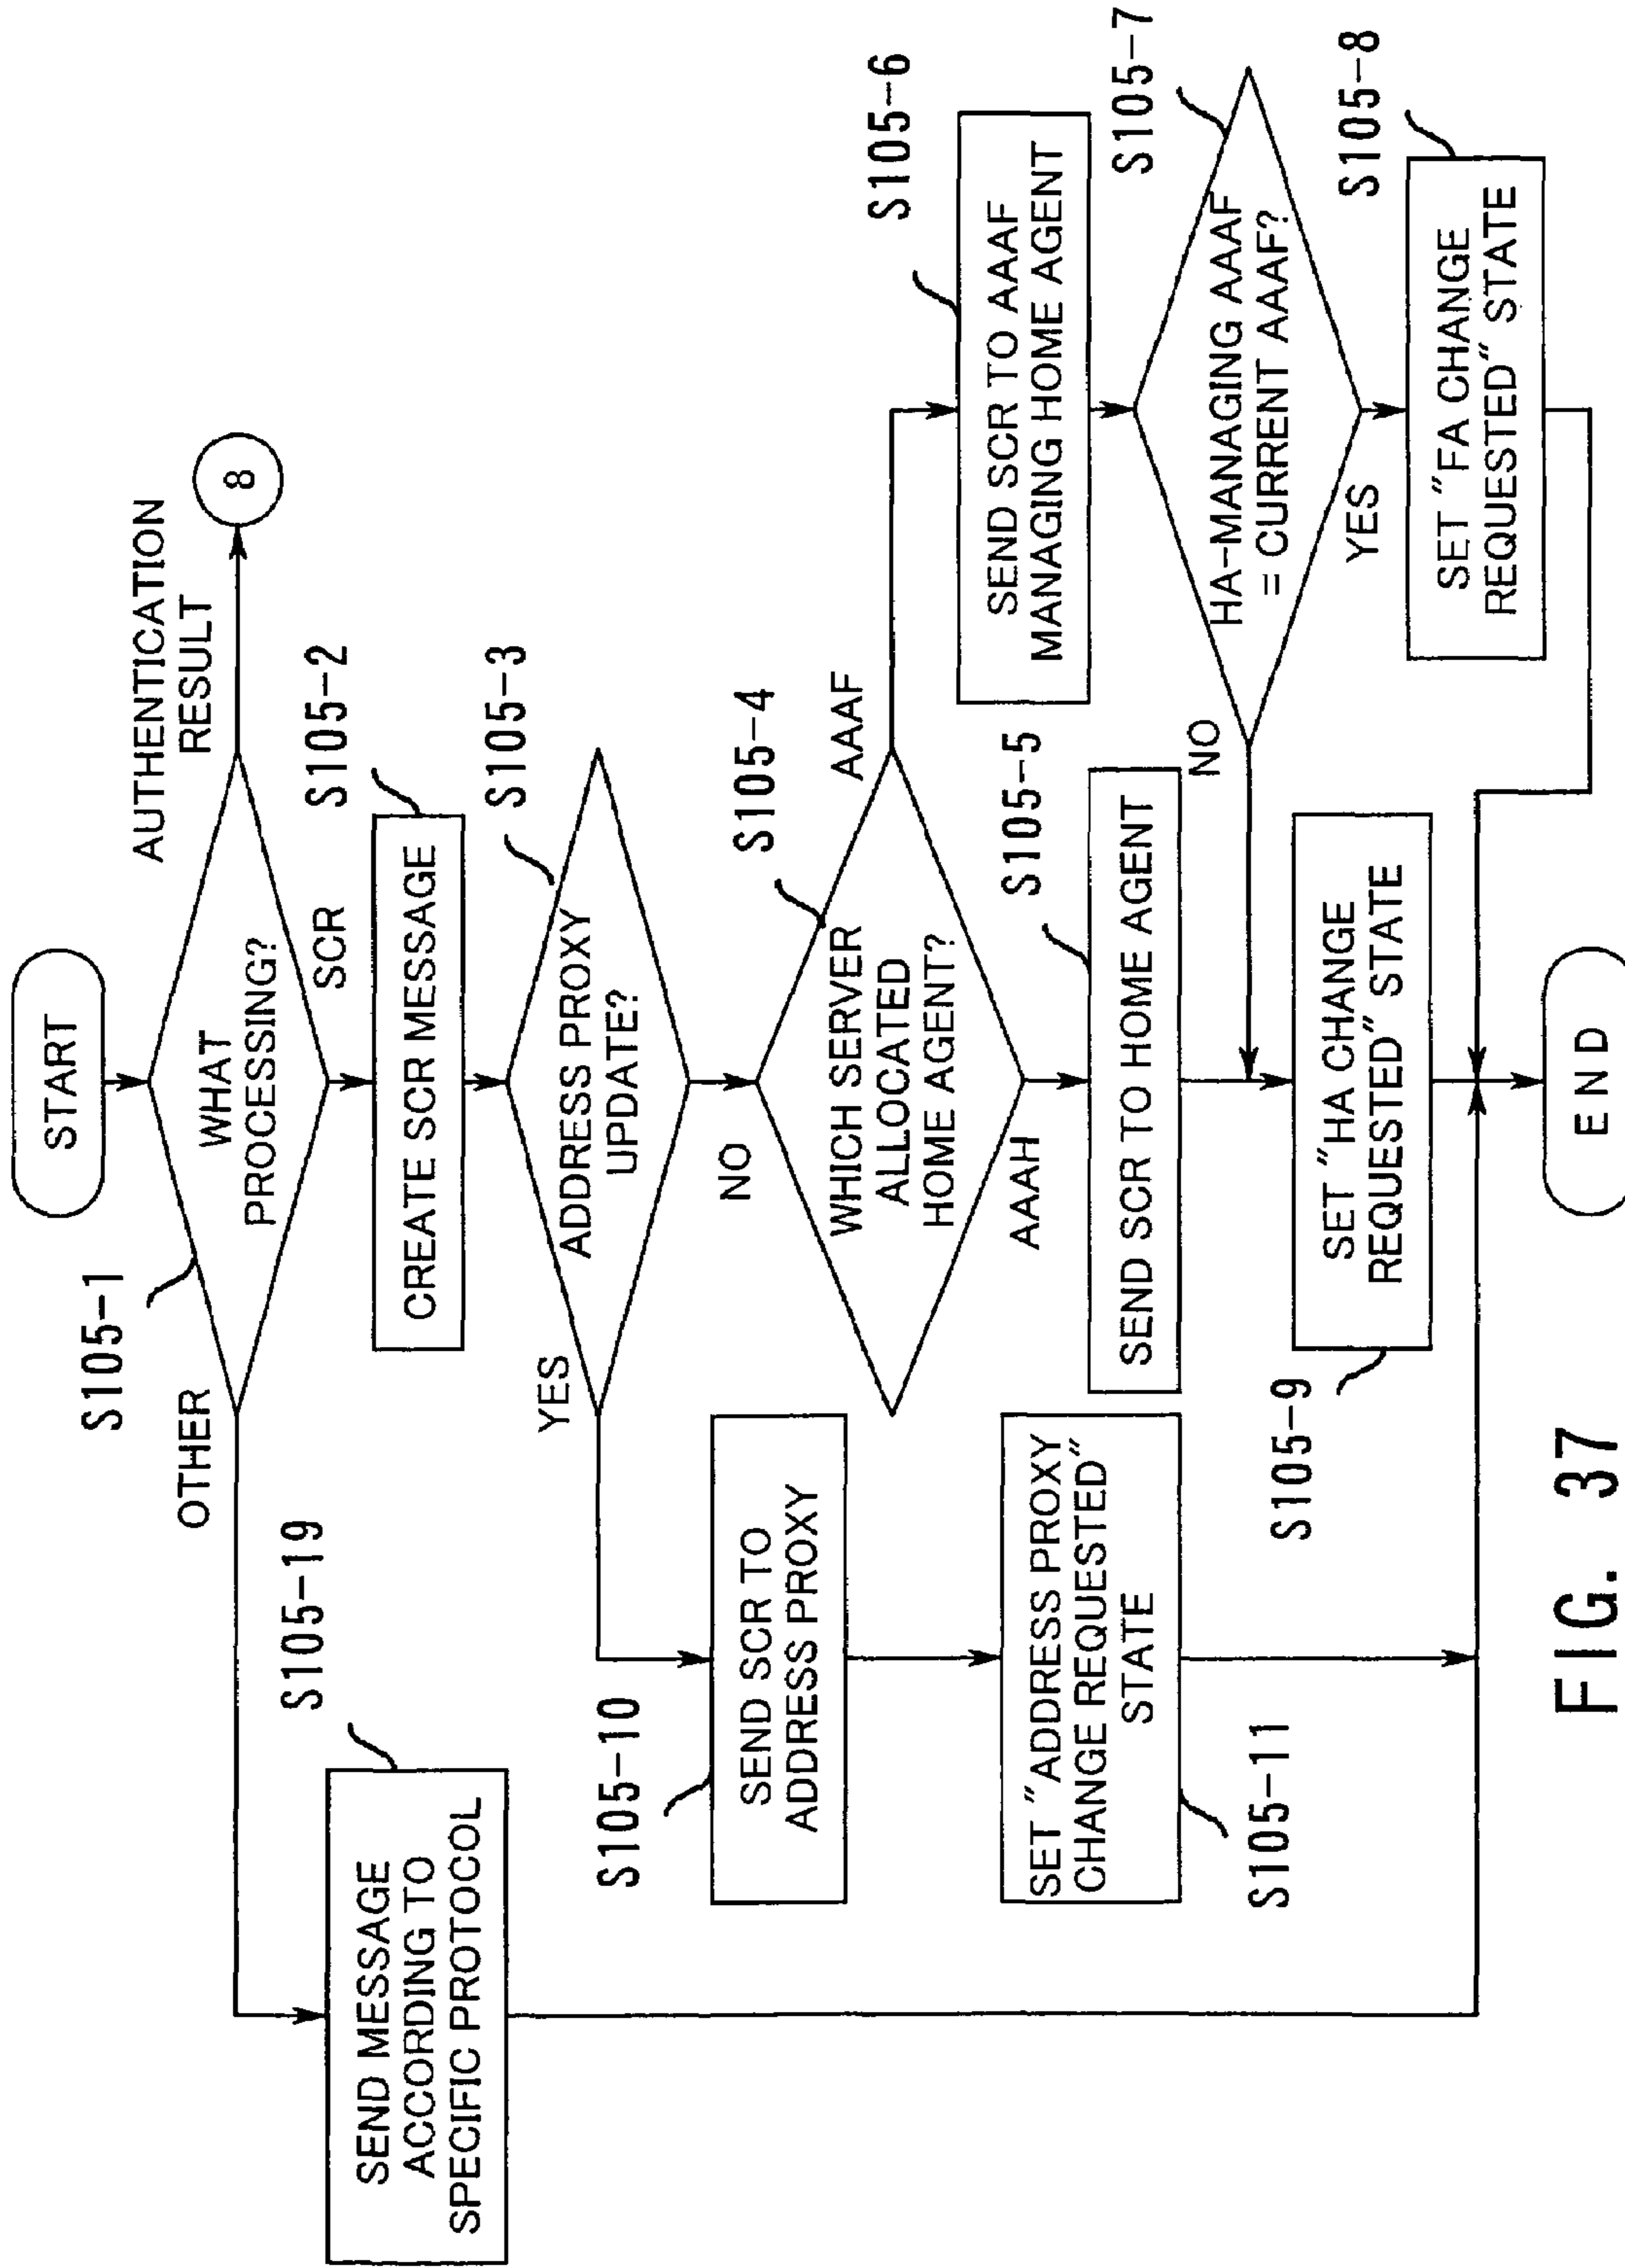 START
S105-1
WHAT
PROCESSING?
OTHER
AUTHENTICATION
RESULT
8
SCR
S105-2
CREATE SCR MESSAGE
S105-19
SEND MESSAGE
ACCORDING TO
SPECIFIC PROTOCOL
S105-3
ADDRESS PROXY
UPDATE?
YES
NO
S105-10
SEND SCR TO
ADDRESS PROXY
S105-11
SET "ADDRESS PROXY
CHANGE REQUESTED"
STATE
S105-4
WHICH SERVER
ALLOCATED
HOME AGENT?
AAAF
AAAH
S105-6
SEND SCR TO AAAF
MANAGING HOME AGENT
S105-5
SEND SCR TO HOME AGENT
S105-7
HA-MANAGING AAAF
= CURRENT AAAF?
NO
YES
S105-9
SET "HA CHANGE
REQUESTED" STATE
S105-8
SET "FA CHANGE
REQUESTED" STATE
END
FIG. 37